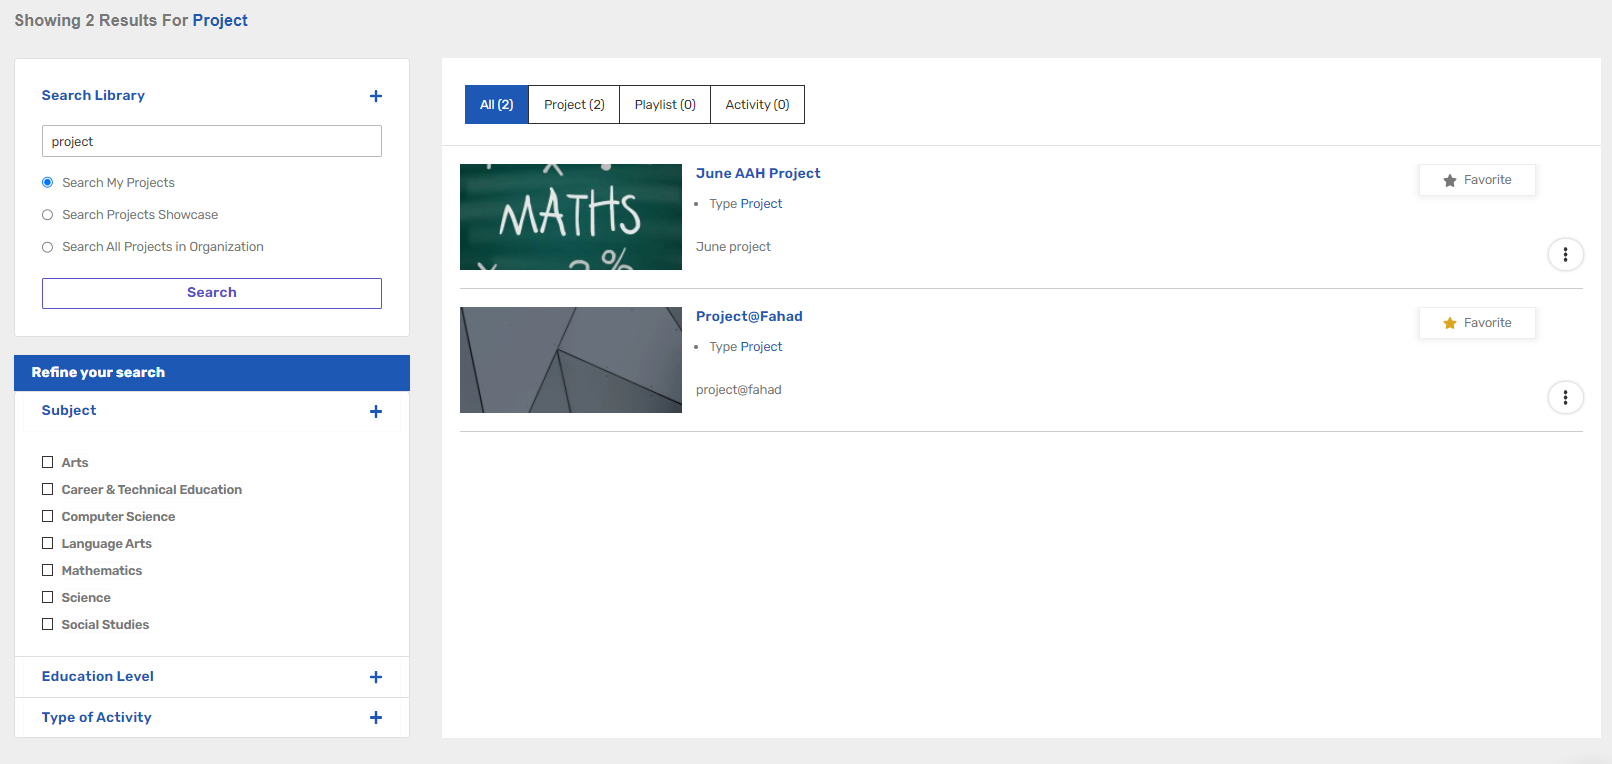 Showing 2 Results For Project
Search Library
project
Search My Projects
Search Projects Showcase
Search All Projects in Organization
Search
Refine your search
Subject
Arts
Career & Technical Education
Computer Science
Language Arts
Mathematics
Science
Social Studies
Education Level
Type of Activity
All (2) Project (2) Playlist (0) Activity (0)
MATHS
%
June AAH Project
Type Project
June project
Favorite
Project@Fahad
Type Project
project@fahad
Favorite